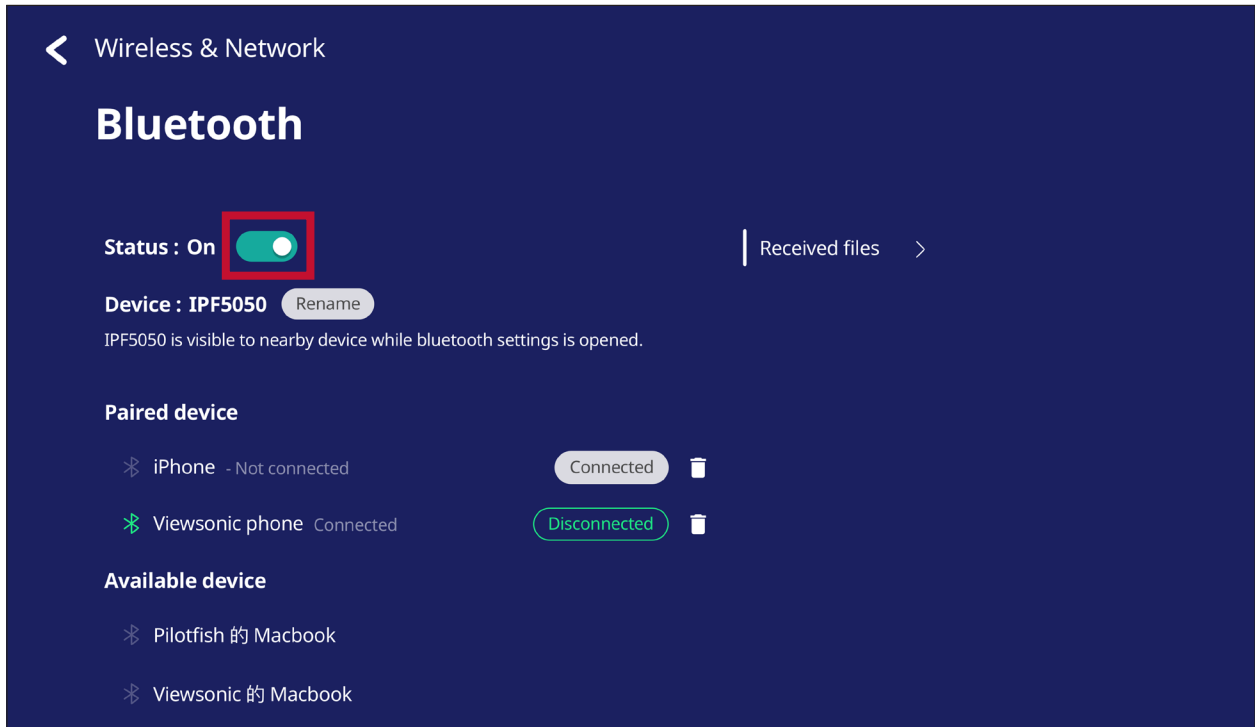 Wireless & Network
Bluetooth
Status : On
Received files
Device : IPF5050 Rename
IPF5050 is visible to nearby device while bluetooth settings is opened.
Paired device
iPhone - Not connected Connected
Viewsonic phone Connected Disconnected
Available device
Pilotfish 的 Macbook
Viewsonic 的 Macbook